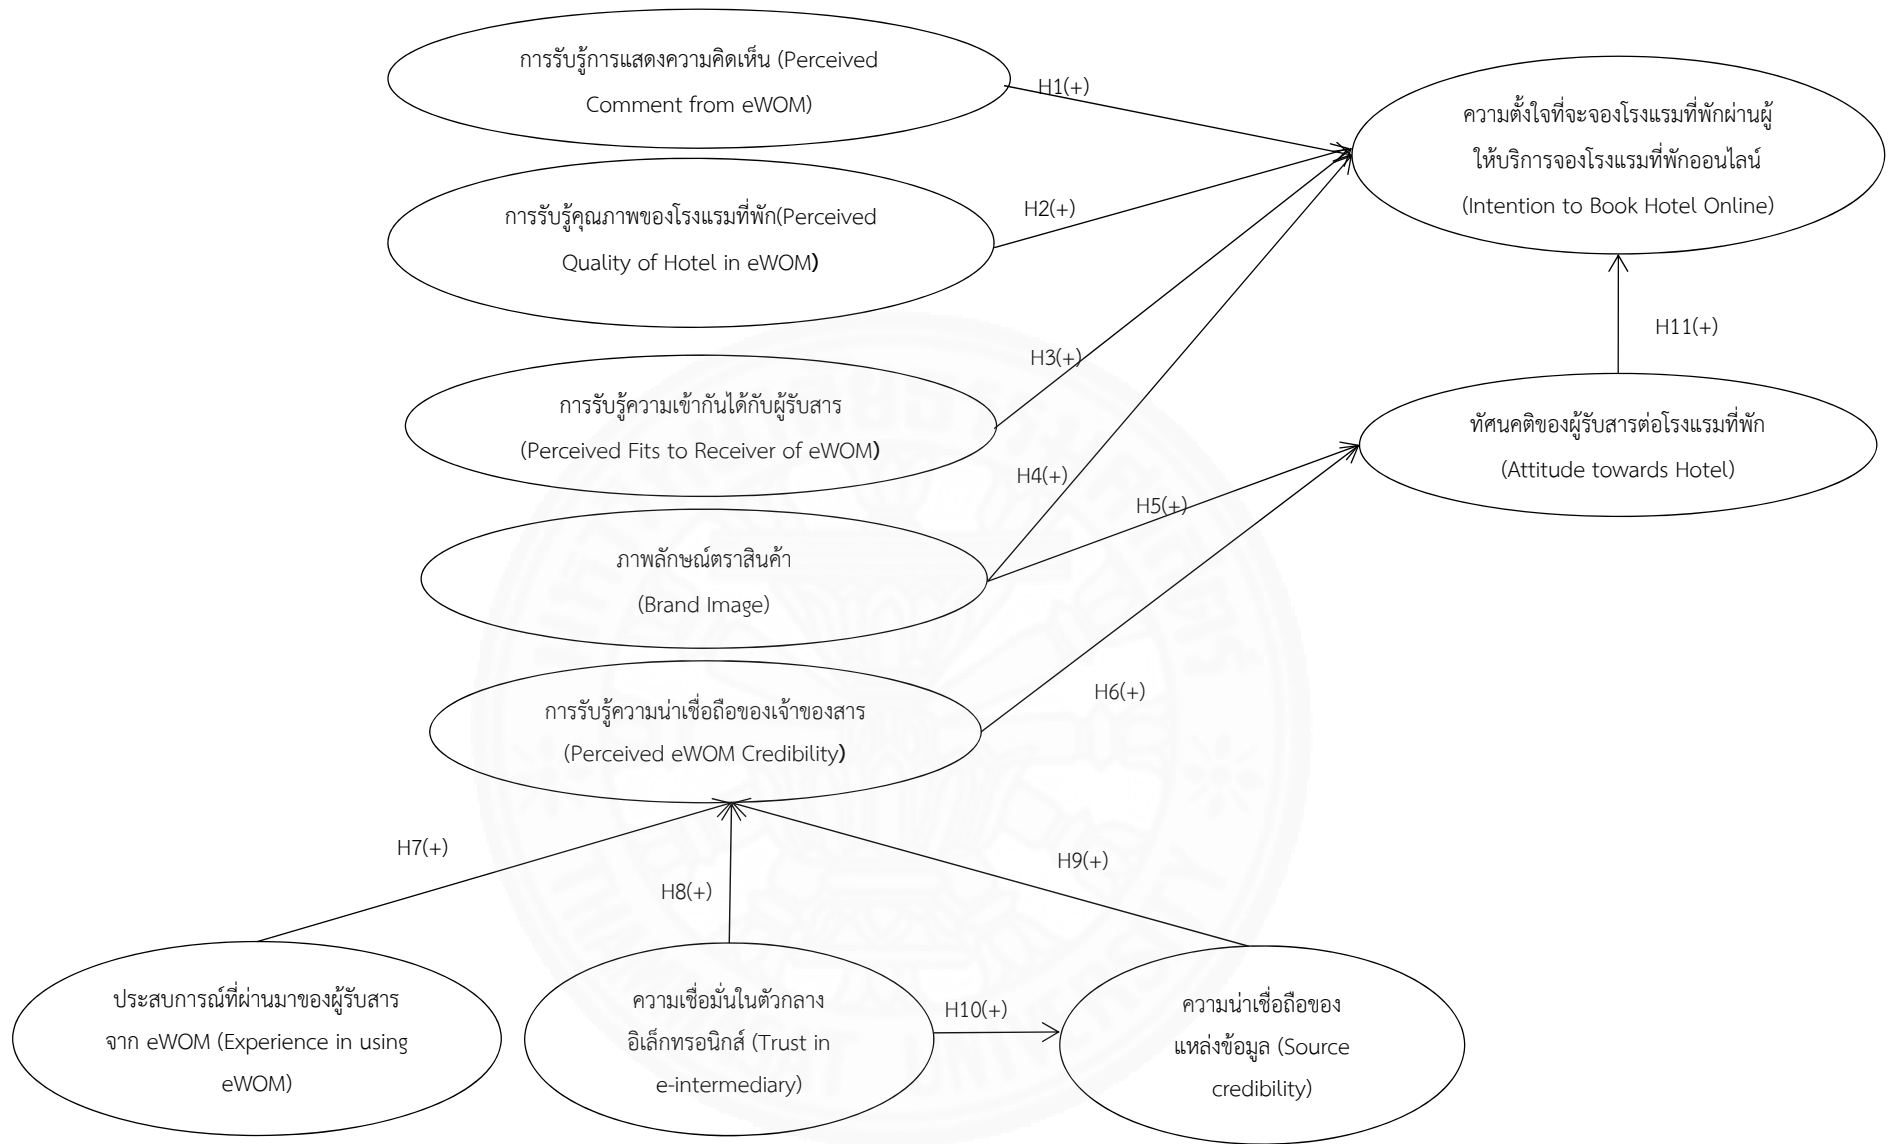 การรับรู้การแสดงความคิดเห็น (Perceived
Comment from eWOM)
H1(+)
ความตั้งใจที่จะจองโรงแรมที่พักผ่านผู้
ให้บริการจองโรงแรมที่พักออนไลน์
(Intention to Book Hotel Online)
การรับรู้คุณภาพของโรงแรมที่พัก(Perceived
Quality of Hotel in eWOM)
H2(+)
H11(+)
H3(+)
การรับรู้ความเข้ากันได้กับผู้รับสาร
(Perceived Fits to Receiver of eWOM)
ทัศนคติของผู้รับสารต่อโรงแรมที่พัก
(Attitude towards Hotel)
H4(+)
H5(+)
ภาพลักษณ์ตราสินค้า
(Brand Image)
การรับรู้ความน่าเชื่อถือของเจ้าของสาร
(Perceived eWOM Credibility)
H6(+)
H7(+)
H8(+)
H9(+)
ประสบการณ์ที่ผ่านมาของผู้รับสาร
จาก eWOM (Experience in using
eWOM)
ความเชื่อมั่นในตัวกลาง
อิเล็กทรอนิกส์ (Trust in
e-intermediary)
H10(+)
ความน่าเชื่อถือของ
แหล่งข้อมูล (Source
credibility)